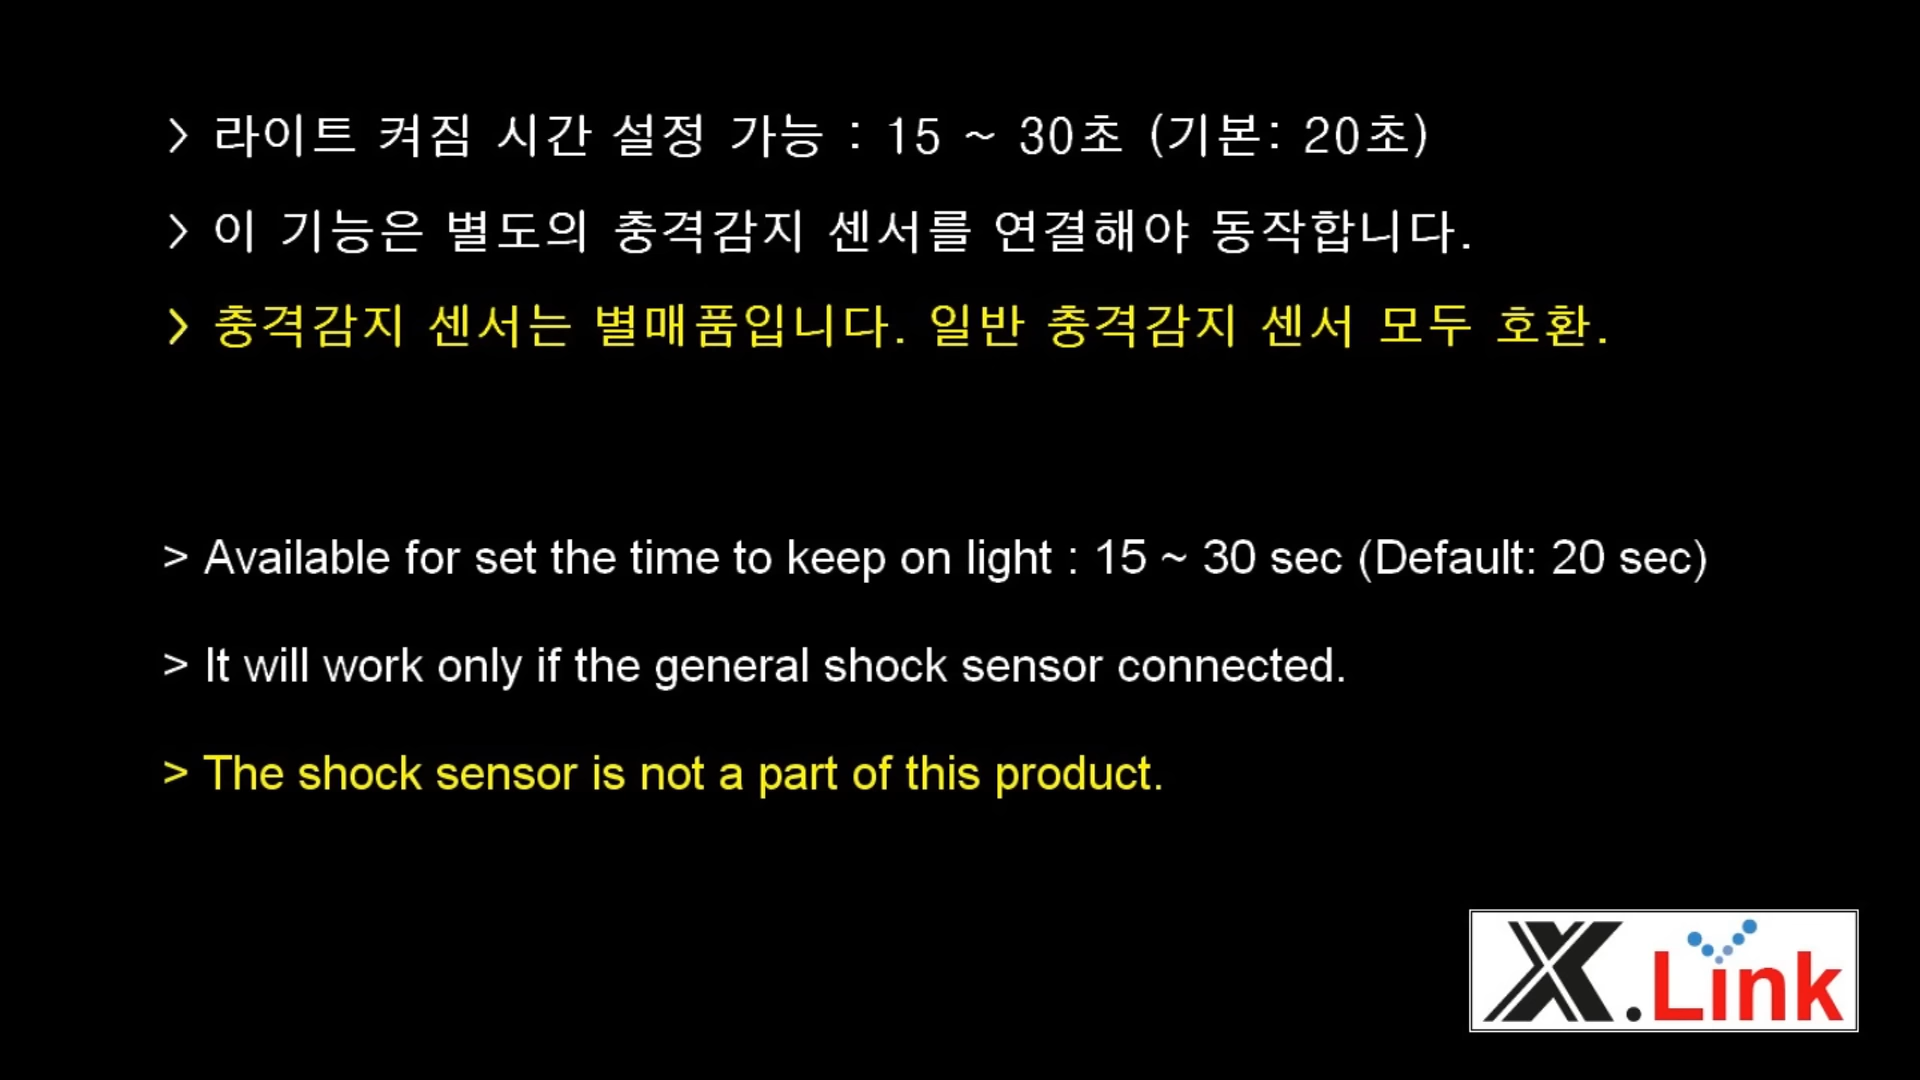 > 라이트 켜짐 시간 설정 가능 : 15 ~ 30초 (기본: 20초)
> 이 기능은 별도의 충격감지 센서를 연결해야 동작합니다.
> 충격감지 센서는 별매품입니다. 일반 충격감지 센서 모두 호환.
> Available for set the time to keep on light : 15 ~ 30 sec (Default: 20 sec)
> It will work only if the general shock sensor connected.
> The shock sensor is not a part of this product.
X.Link